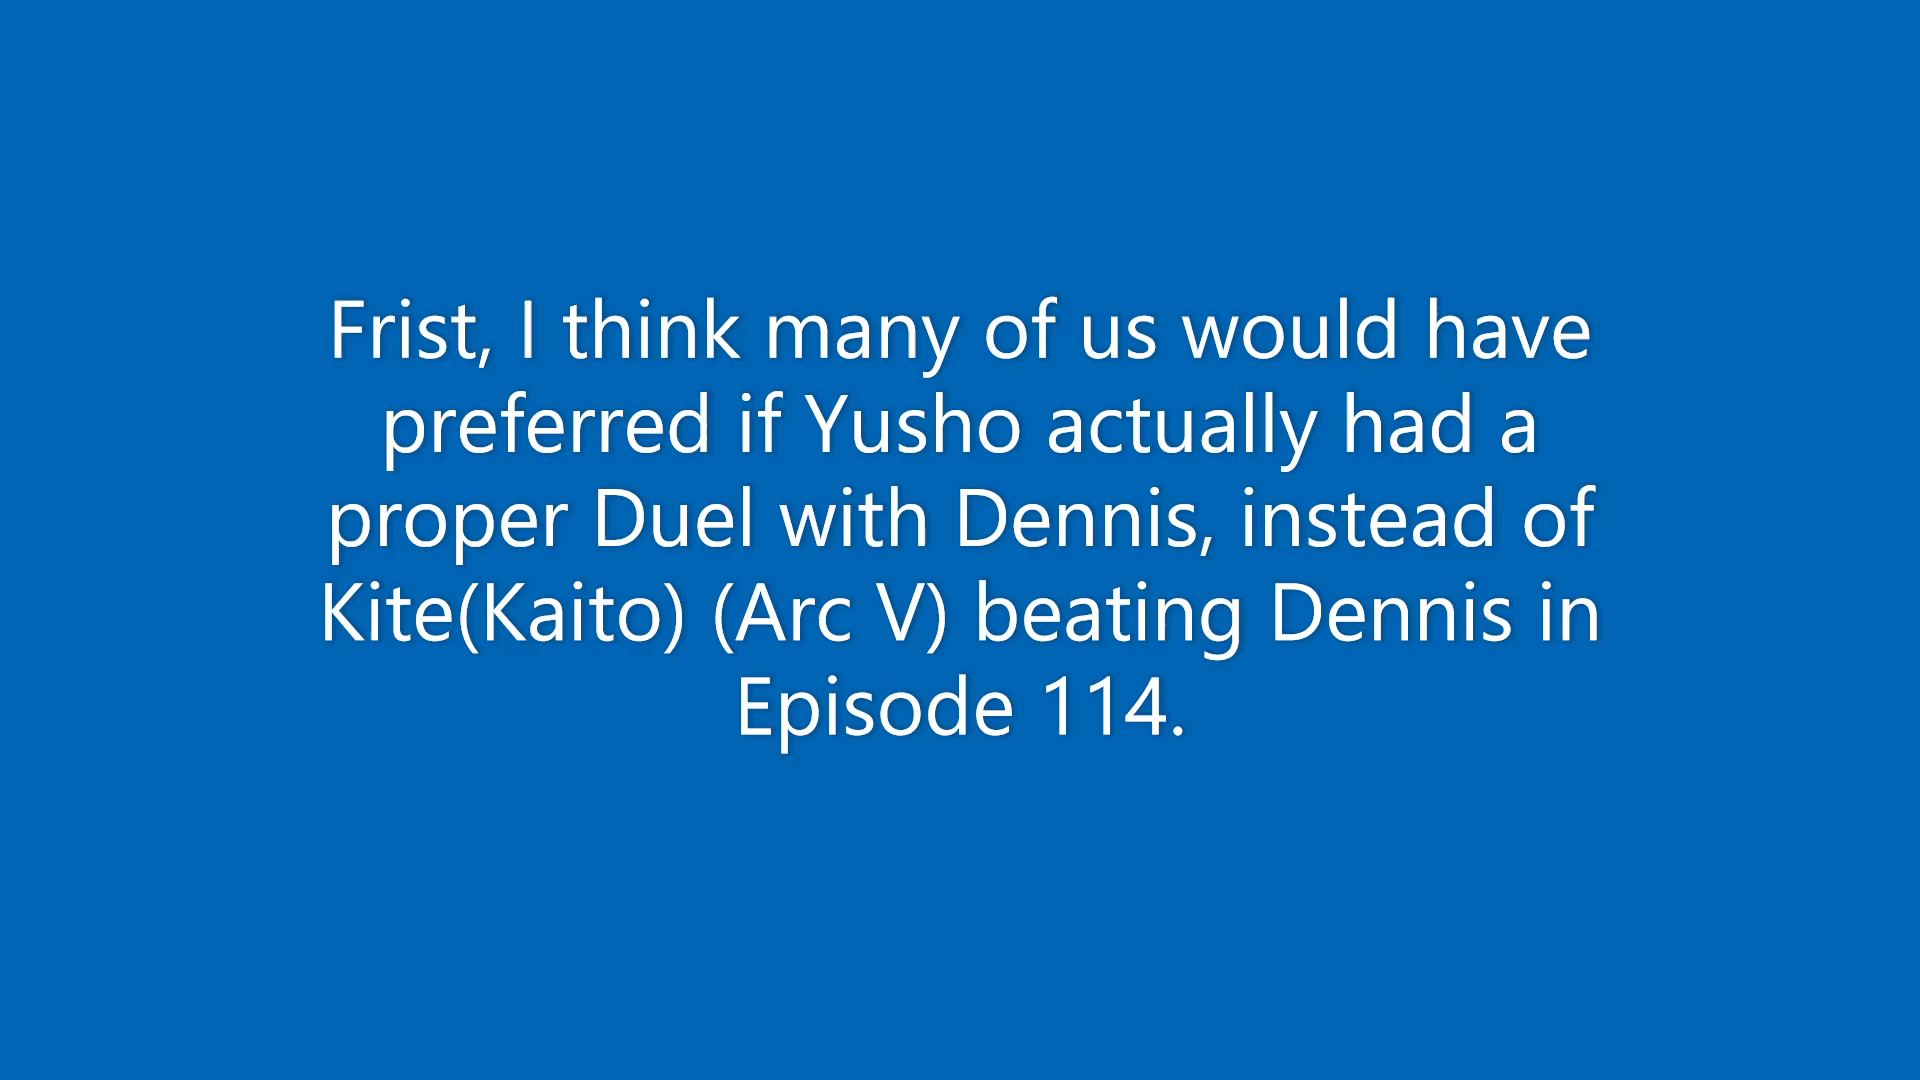 Frist, I think many of us would have
preferred if Yusho actually had a
proper Duel with Dennis, instead of
Kite(Kaito) (Arc V) beating Dennis in
Episode 114.